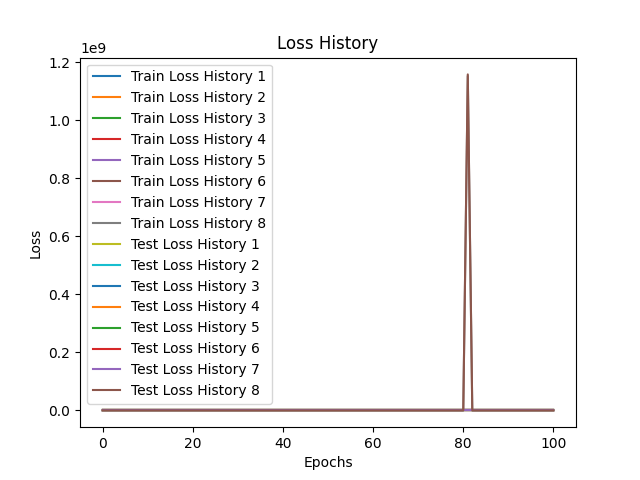 Loss History
1e9
1.2
1.0
0.8
0.6
0.4
0.2
0.0
Loss
Train Loss History 1
Train Loss History 2
Train Loss History 3
Train Loss History 4
Train Loss History 5
Train Loss History 6
Train Loss History 7
Train Loss History 8
Test Loss History 1
Test Loss History 2
Test Loss History 3
Test Loss History 4
Test Loss History 5
Test Loss History 6
Test Loss History 7
Test Loss History 8
0 20 40 60 80 100
Epochs